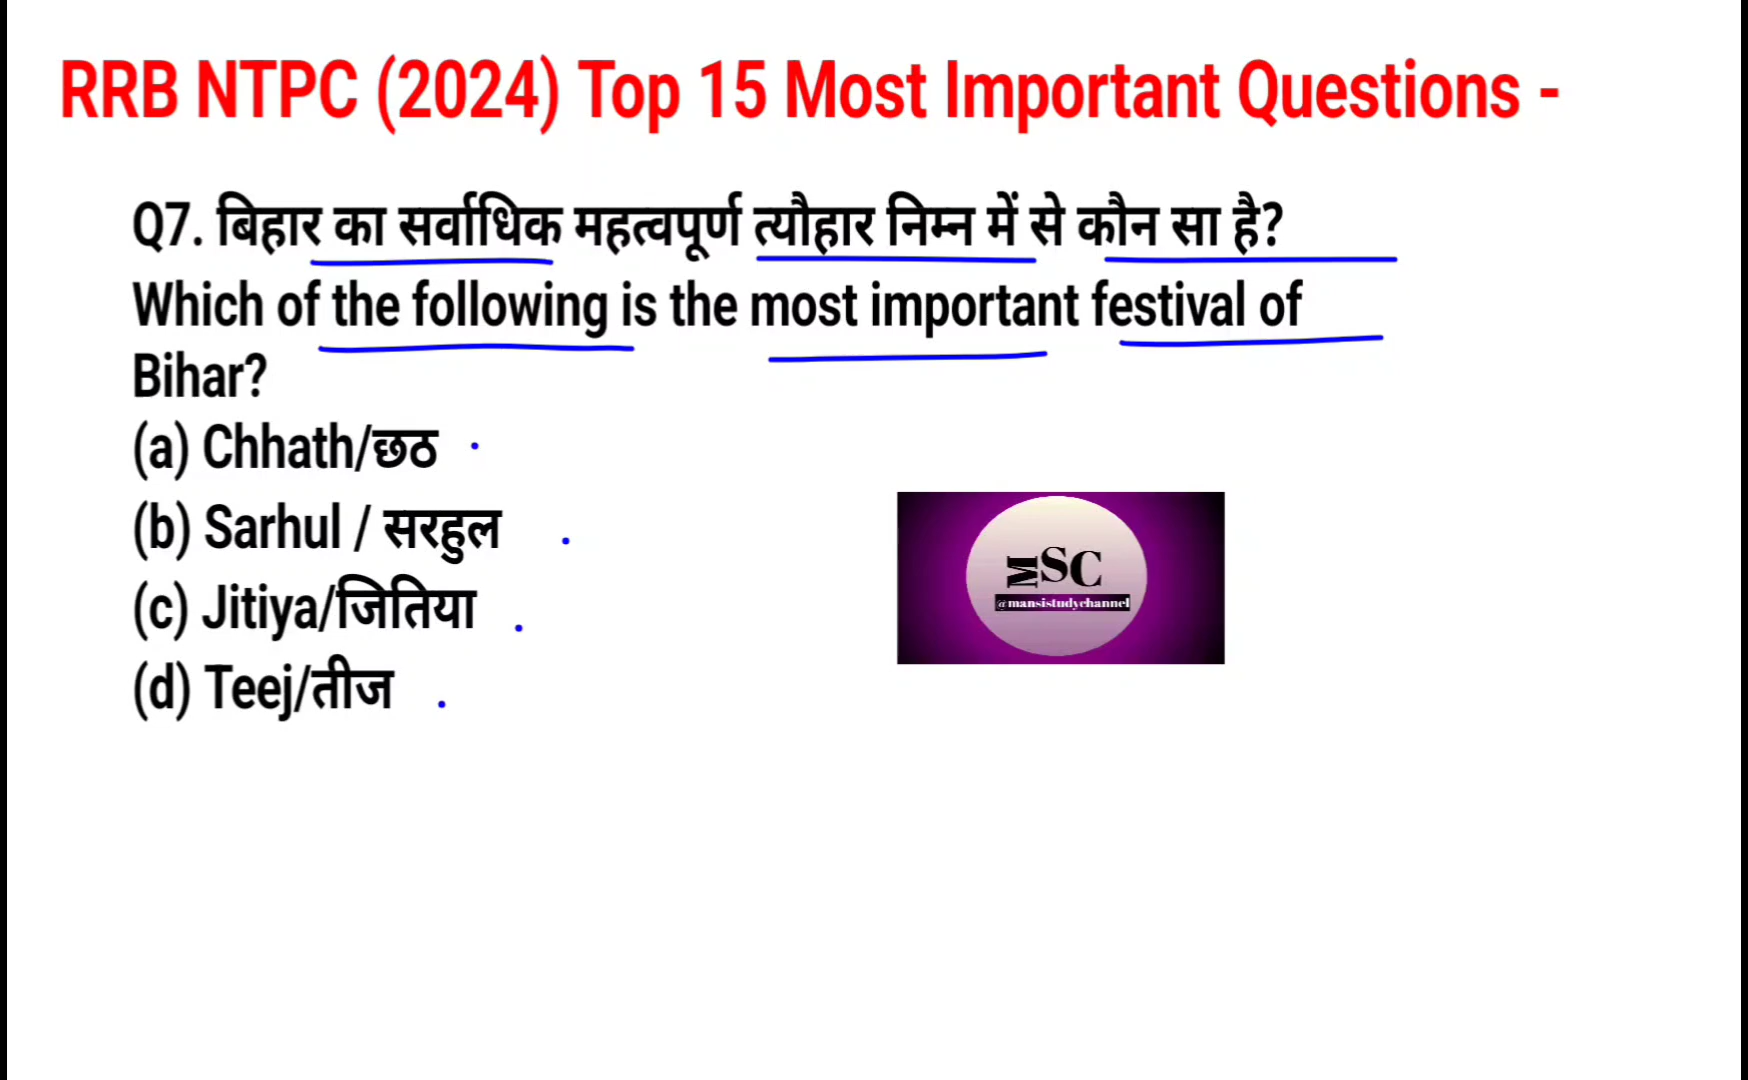 RRB NTPC (2024) Top 15 Most Important Questions -
Q7. बिहार का सर्वाधिक महत्वपूर्ण त्यौहार निम्न में से कौन सा है?
Which of the following is the most important festival of
Bihar?
(a) Chhath/छठ
(b) Sarhul / सरहुल
(c) Jitiya/जितिया
(d) Teej/तीज
MSC
@mansistudychannel